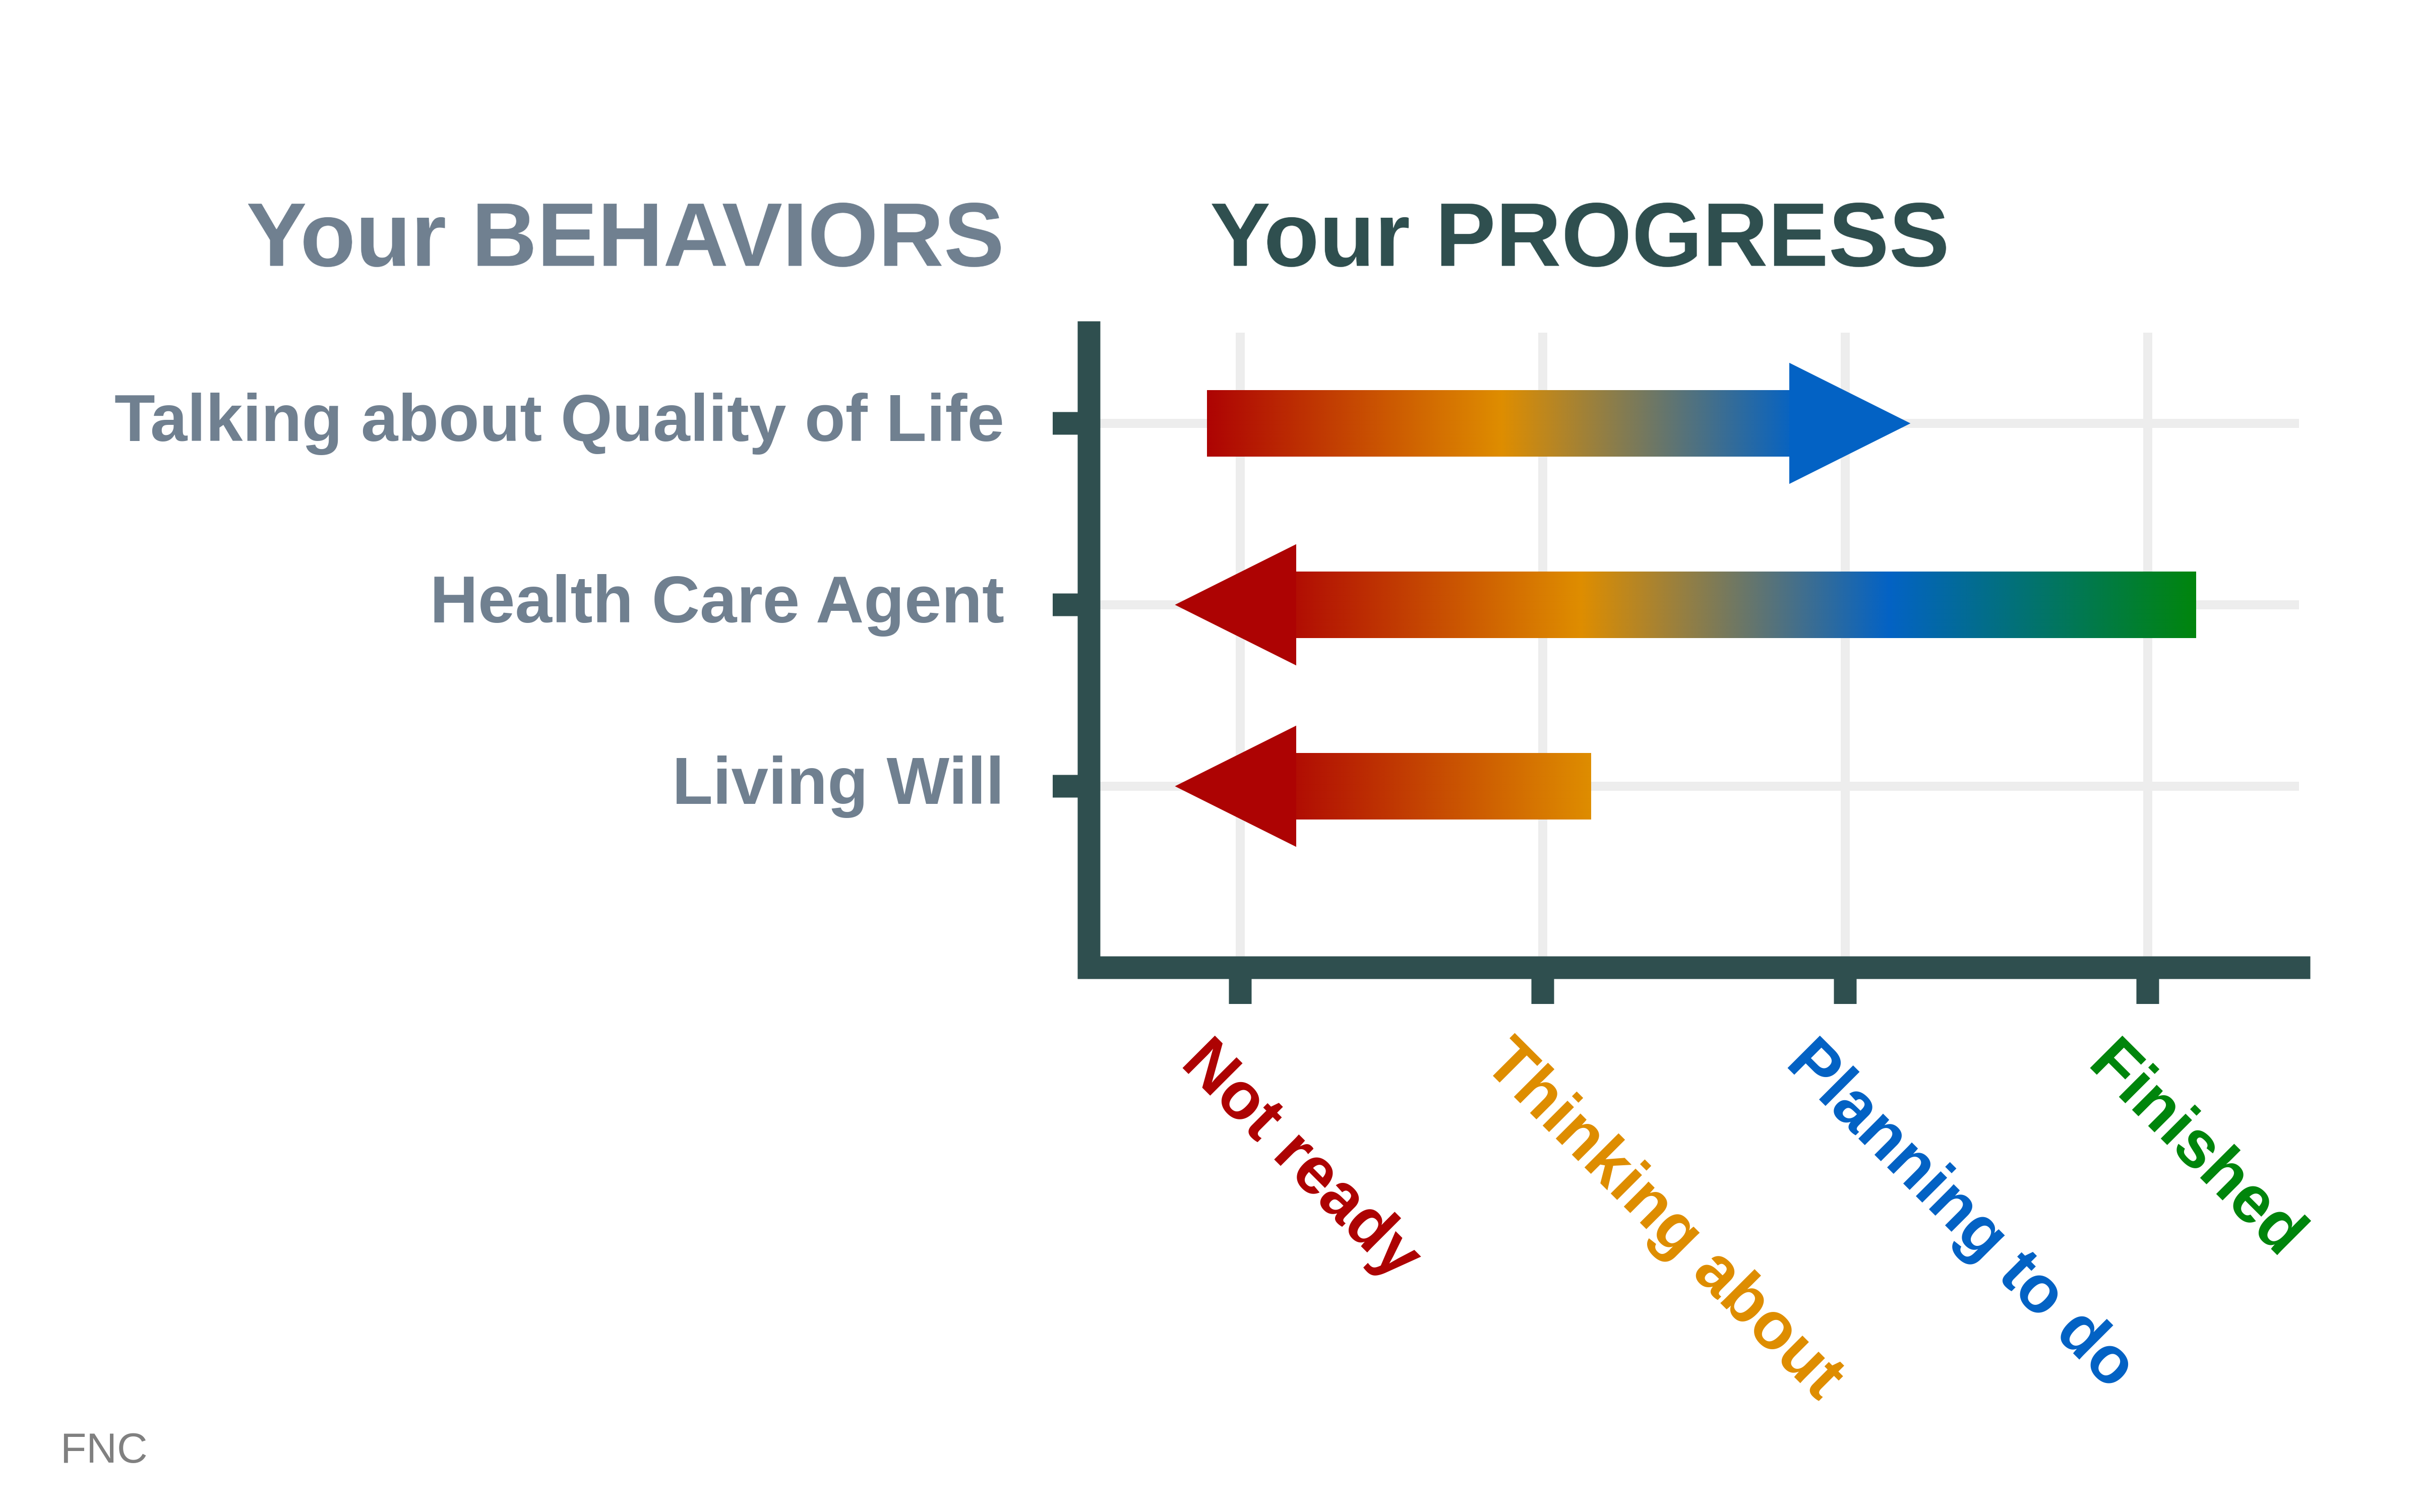 Your BEHAVIORS
Your PROGRESS
Talking about Quality of Life
Health Care Agent
Living Will
Not ready
Thinking about
Planning to do
Finished
FNC